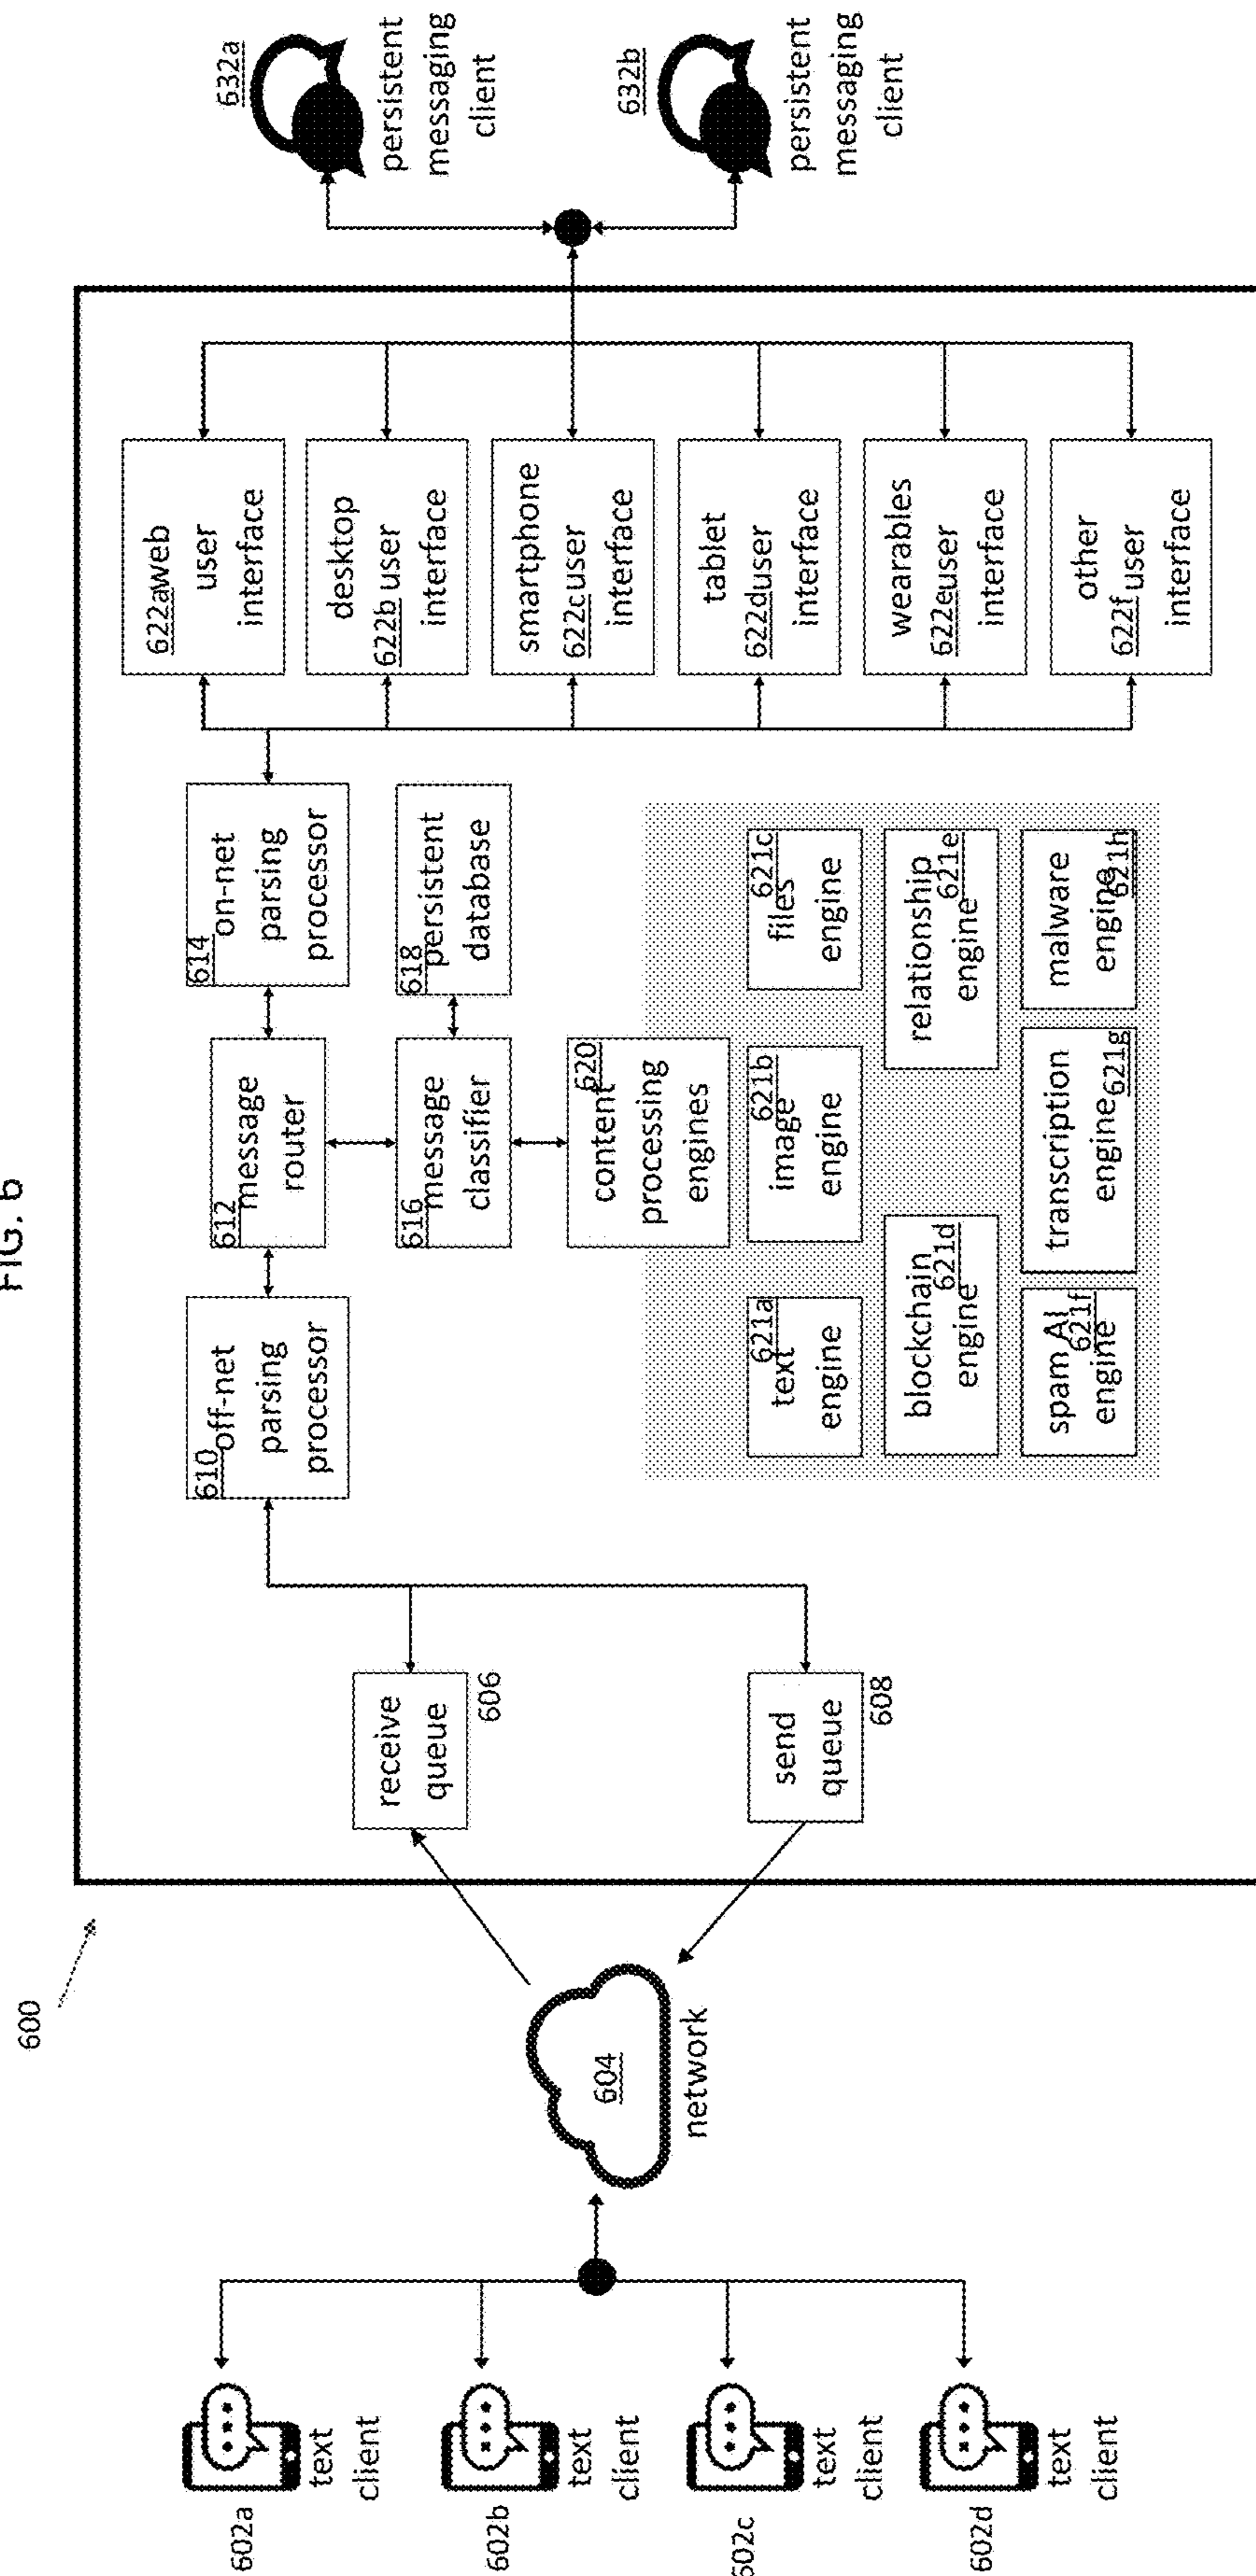 FIG. 6
600
602a
text
client
602b
text
client
602c
text
client
602d
text
client
604
network
receive
queue
606
send
queue
608
610
off-net
parsing
processor
612
message
router
614
on-net
parsing
processor
616
message
classifier
618
persistent
database
620
content
processing
engines
621a
text
engine
621b
image
engine
621c
files
engine
blockchain
621d
engine
relationship
621e
engine
spam AI
621f
engine
transcription
engine 621g
malware
engine
621h
622a web
user
interface
desktop
622b user
interface
smartphone
622c user
interface
tablet
622d user
interface
wearables
622e user
interface
other
622f user
interface
632a
persistent
messaging
client
632b
persistent
messaging
client